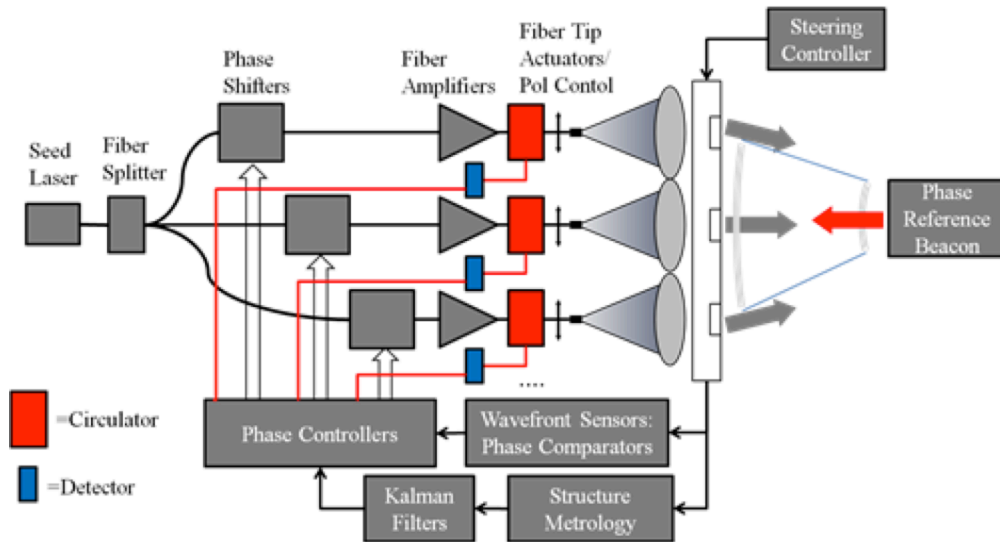 Seed
Laser
Fiber
Splitter
Phase
Shifters
Fiber
Amplifiers
Fiber Tip
Actuators/
Pol Contol
Steering
Controller
Phase
Reference
Beacon
....
=Circulator
=Detector
Phase Controllers
Wavefront Sensors:
Phase Comparators
Kalman
Filters
Structure
Metrology